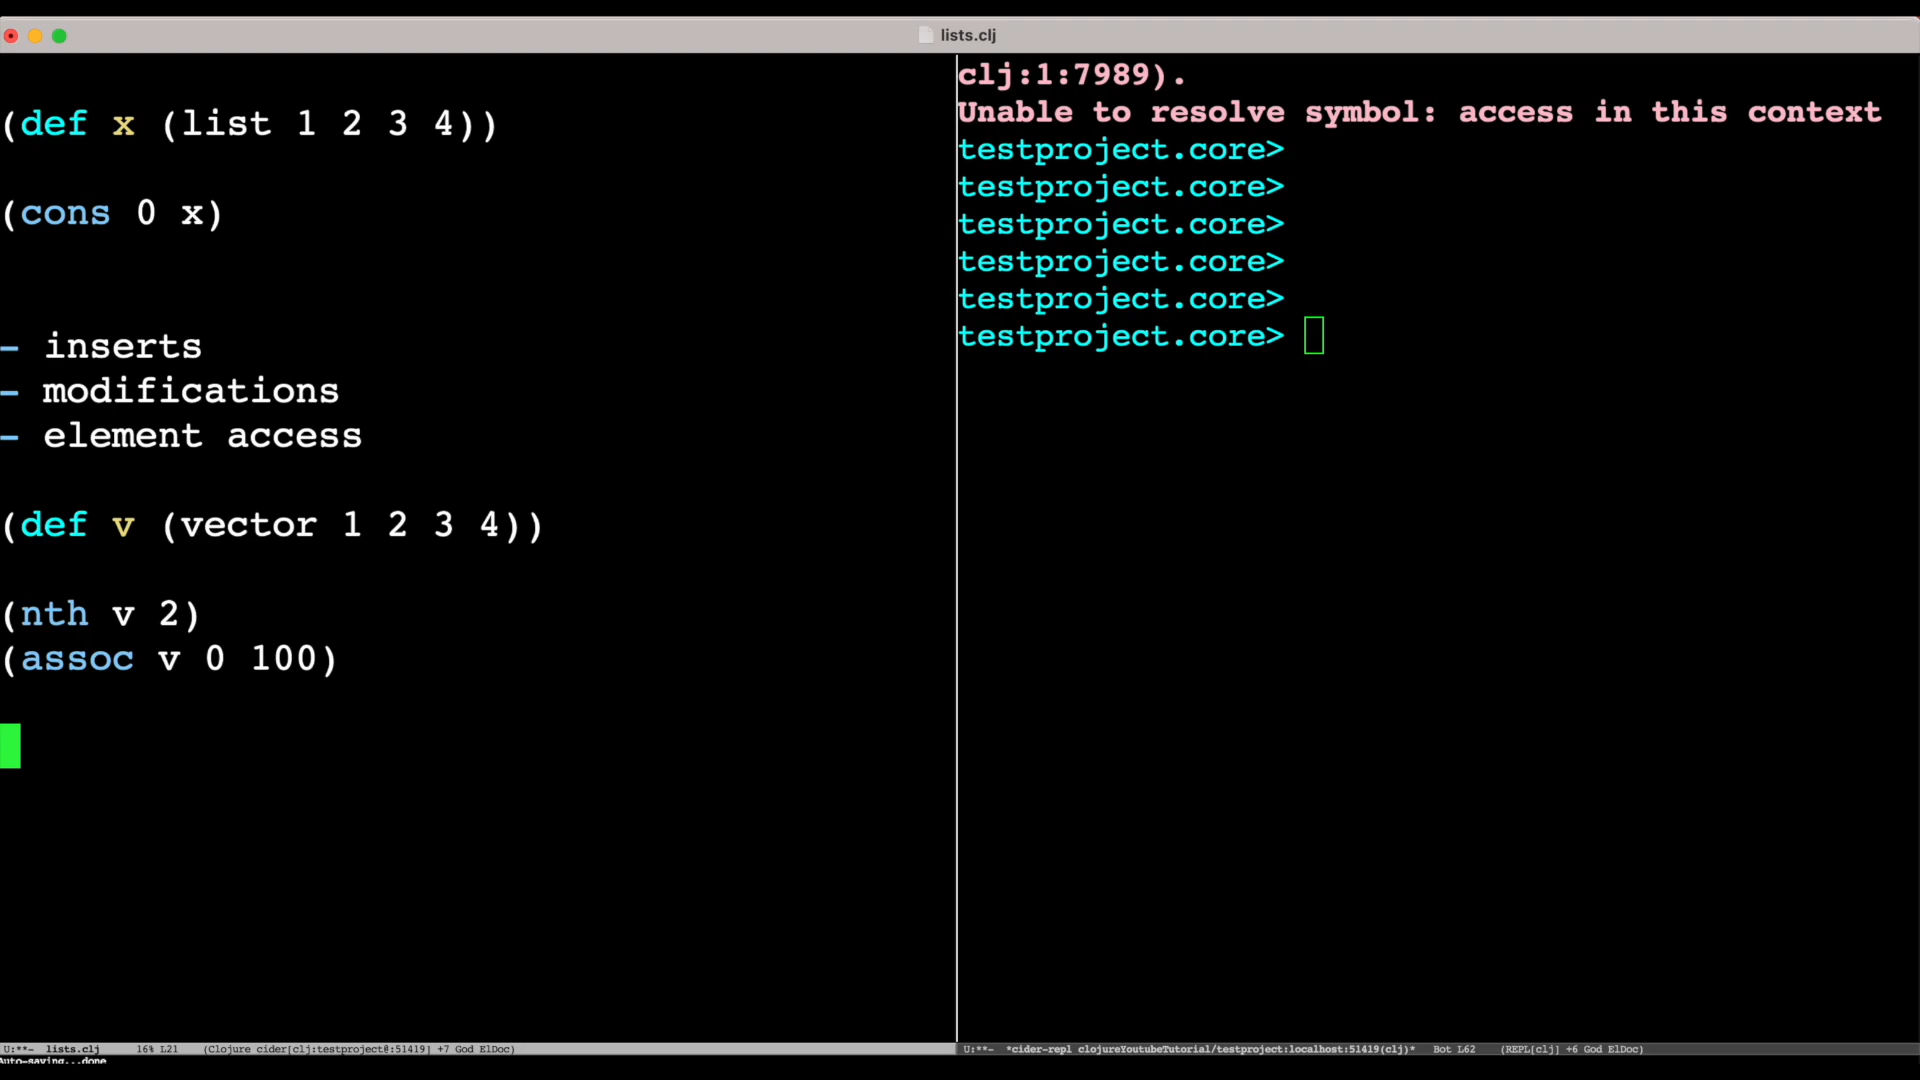 lists.clj
(def x (list 1 2 3 4))
(cons 0 x)
- inserts
- modifications
- element access
(def v (vector 1 2 3 4))
(nth v 2)
(assoc v 0 100)
U:**-  lists.clj      16% L21    (Clojure cider[clj:testproject@:51419] +7 God ElDoc)
Auto-saving...done
clj:1:7989).
Unable to resolve symbol: access in this context
testproject.core>
testproject.core>
testproject.core>
testproject.core>
testproject.core>
testproject.core>
U:**-  *cider-repl clojureYoutubeTutorial/testproject:localhost:51419(clj)*   Bot L62    (REPL[clj] +6 God ElDoc)